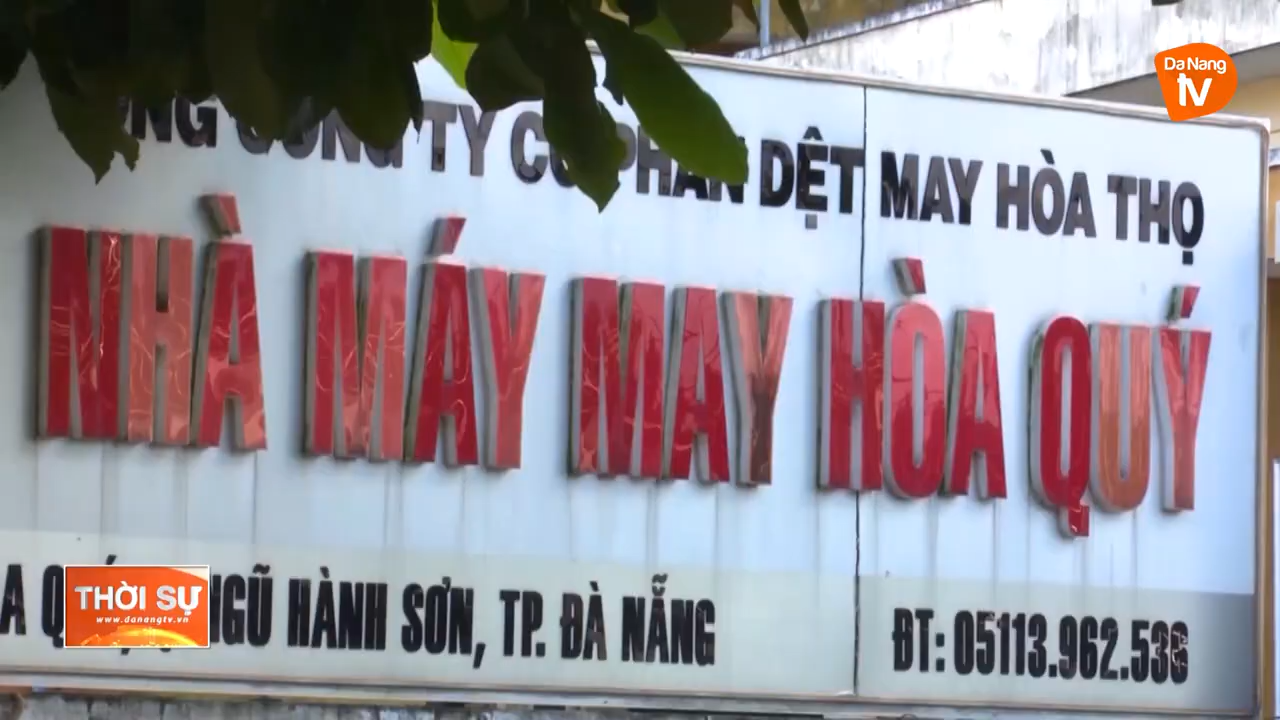 Da Nang
tv
CÔNG TY CỔ PHẦN DỆT MAY HÒA THỌ
NHÀ MÁY MAY HÒA QUÝ
NGŨ HÀNH SƠN, TP. ĐÀ NẴNG
ĐT: 05113.962.538
THỜI SỰ
www.danangtv.vn